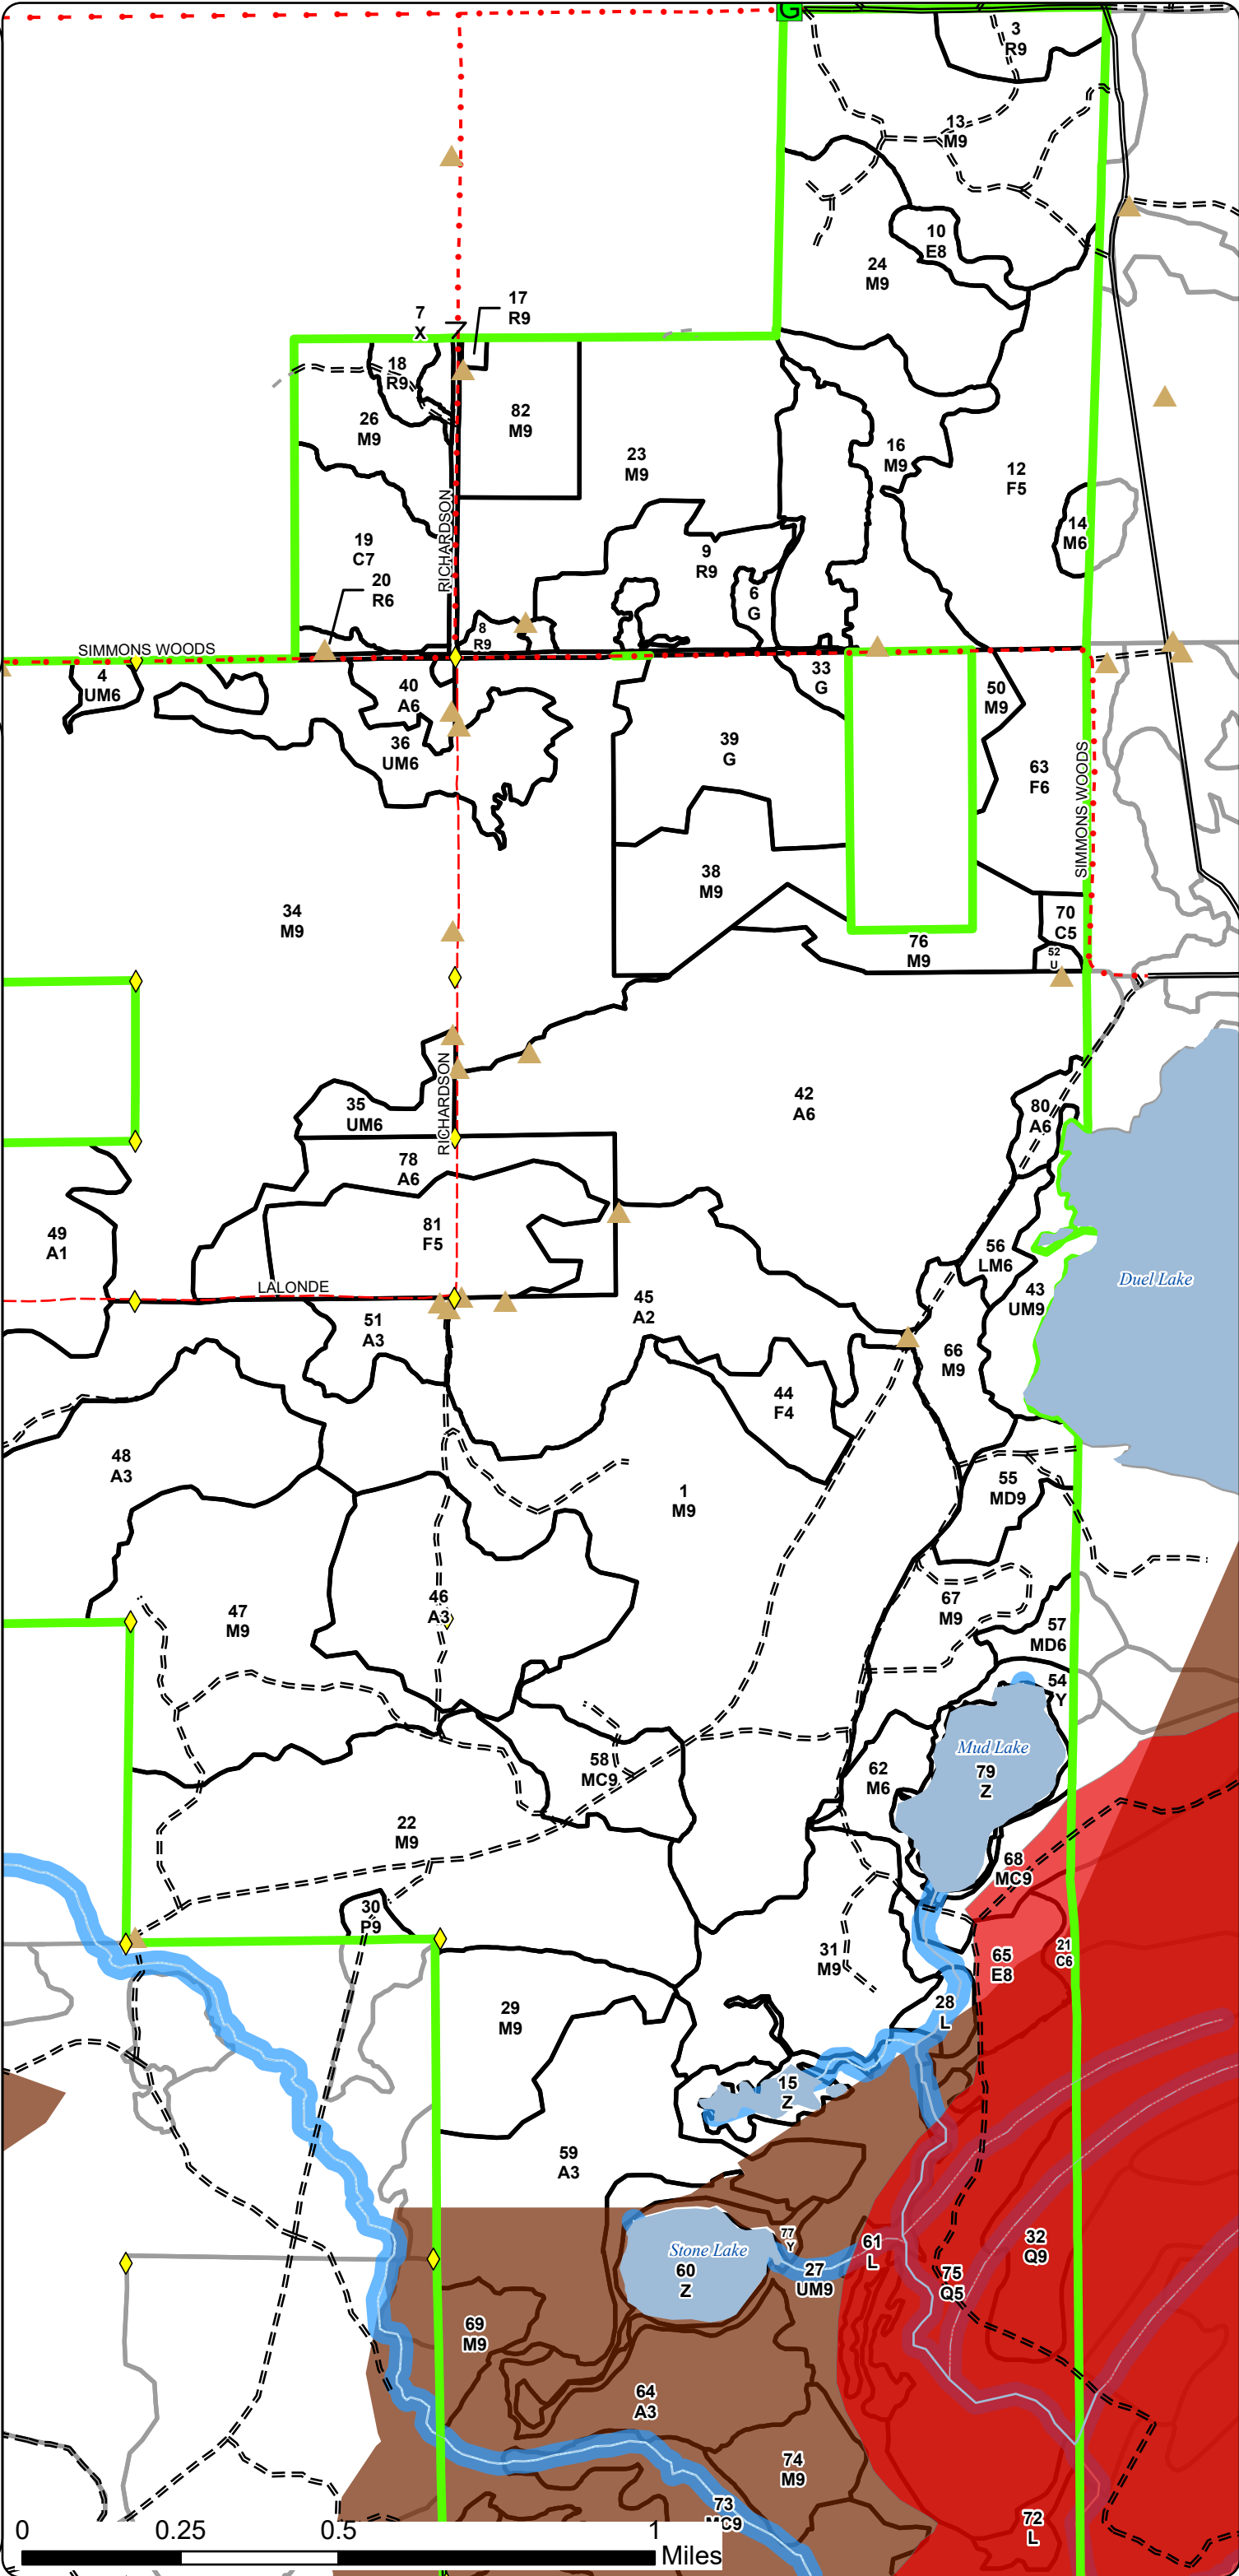 G
3
R9
13
M9
10
E8
24
M9
7
X
7
17
R9
18
R9
26
M9
82
M9
23
M9
16
M9
12
F5
14
M6
RICHARDSON
19
C7
20
R6
9
R9
6
G
8
R9
SIMMONS WOODS
4
UM6
40
A6
36
UM6
33
G
50
M9
39
G
63
F6
SIMMONS WOODS
38
M9
34
M9
70
C5
76
M9
52
U
RICHARDSON
35
UM6
42
A6
80
A6
78
A6
49
A1
81
F5
56
LM6
Duel Lake
LALONDE
43
UM9
45
A2
51
A3
66
M9
44
F4
48
A3
55
MD9
1
M9
46
A3
47
M9
67
M9
57
MD6
54
Y
Mud Lake
79
Z
58
MC9
62
M6
22
M9
68
MC9
30
P9
31
M9
65
E8
21
C6
29
M9
28
L
15
Z
59
A3
77
Y
Stone Lake
60
Z
27
UM9
61
L
32
Q9
75
Q5
69
M9
64
A3
74
M9
73
MC9
72
L
0 0.25 0.5 1
Miles